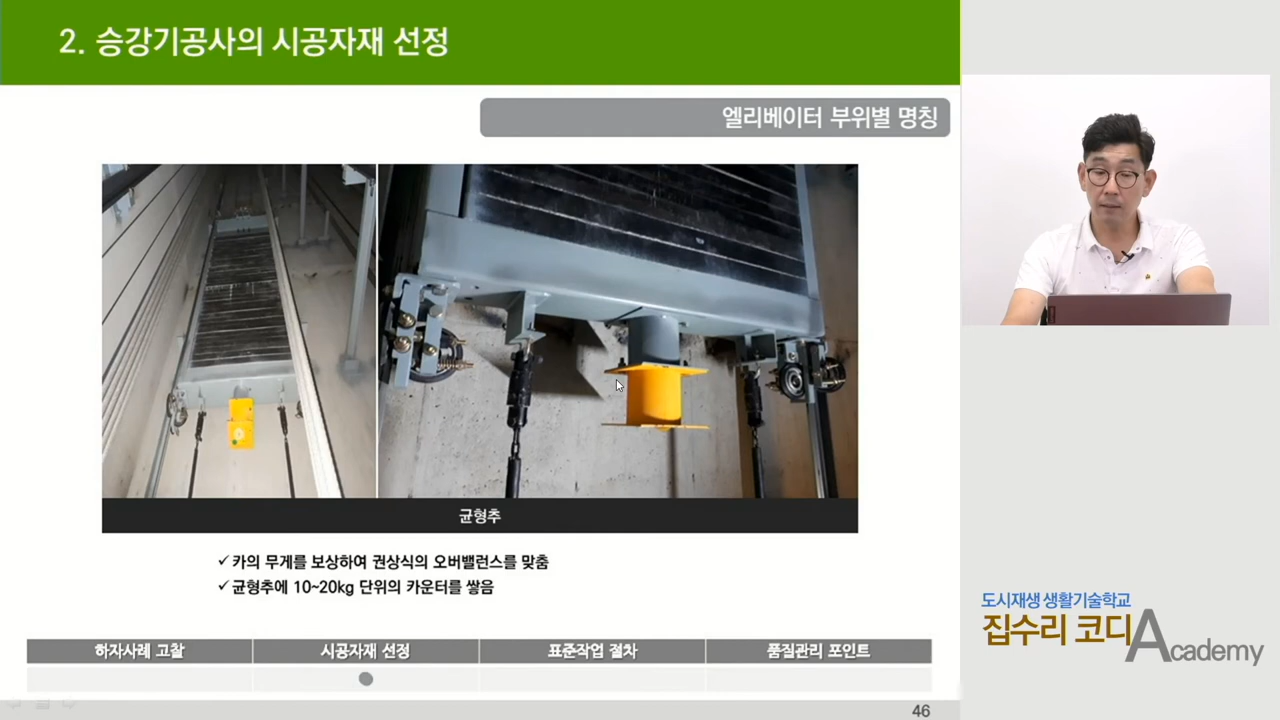 2. 승강기공사의 시공자재 선정
엘리베이터 부위별 명칭
균형추
✓카의 무게를 보상하여 권상식의 오버밸런스를 맞춤
✓균형추에 10~20kg 단위의 카운터를 쌓음
하자사례 고찰
시공자재 선정
표준작업 절차
품질관리 포인트
46
도시재생 생활기술학교
집수리 코디Academy